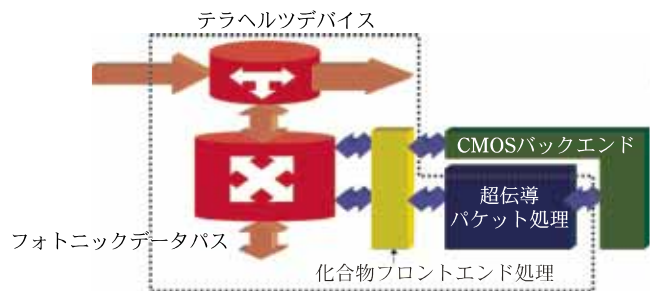 テラヘルツデバイス
CMOSバックエンド
超伝導
パケット処理
フォトニックデータパス
化合物フロントエンド処理